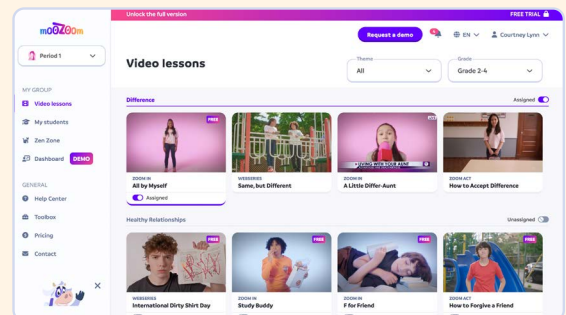 Unlock the full version
FREE TRIAL
mOOZOOm
Request a demo
EN
Courtney Lynn
Period 1
Video lessons
Theme
All
Grade
Grade 2-4
MY GROUP
Video lessons
My students
Zen Zone
Dashboard
DEMO
GENERAL
Help Center
Toolbox
Pricing
Contact
Difference
Assigned
FREE
ZOOM IN
All by Myself
Assigned
WEBSERIES
Same, but Different
LIVING WITH YOUR AUNT
ZOOM IN
A Little Differ-Aunt
ZOOM ACT
How to Accept Difference
Healthy Relationships
Unassigned
FREE
WEBSERIES
International Dirty Shirt Day
FREE
ZOOM IN
Study Buddy
FREE
ZOOM IN
F for Friend
FREE
ZOOM ACT
How to Forgive a Friend